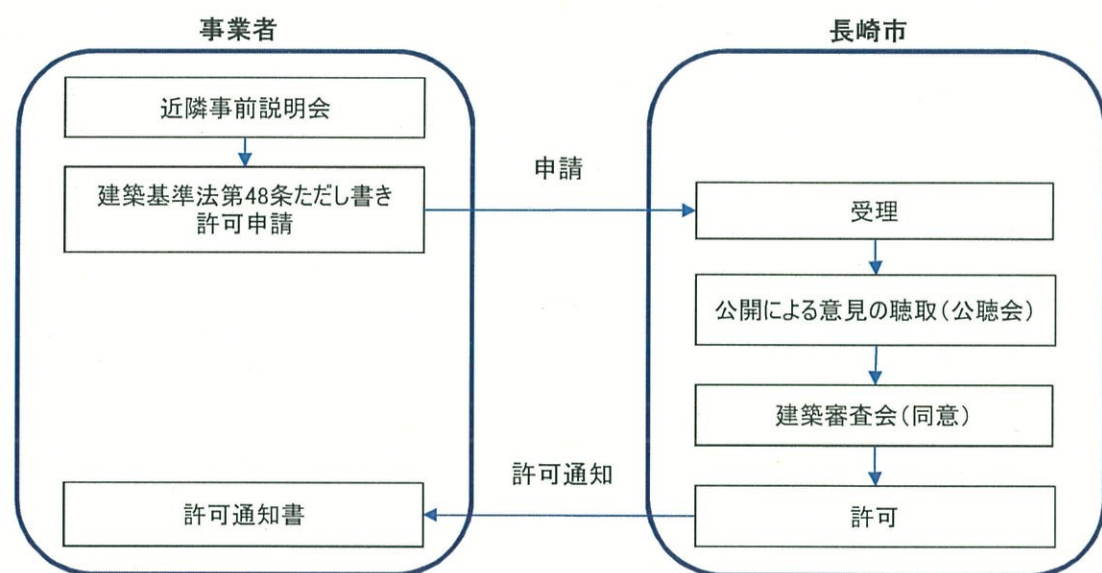 事業者
近隣事前説明会
建築基準法第48条ただし書き
許可申請
許可通知書
申請
許可通知
長崎市
受理
公開による意見の聴取(公聴会)
建築審査会(同意)
許可